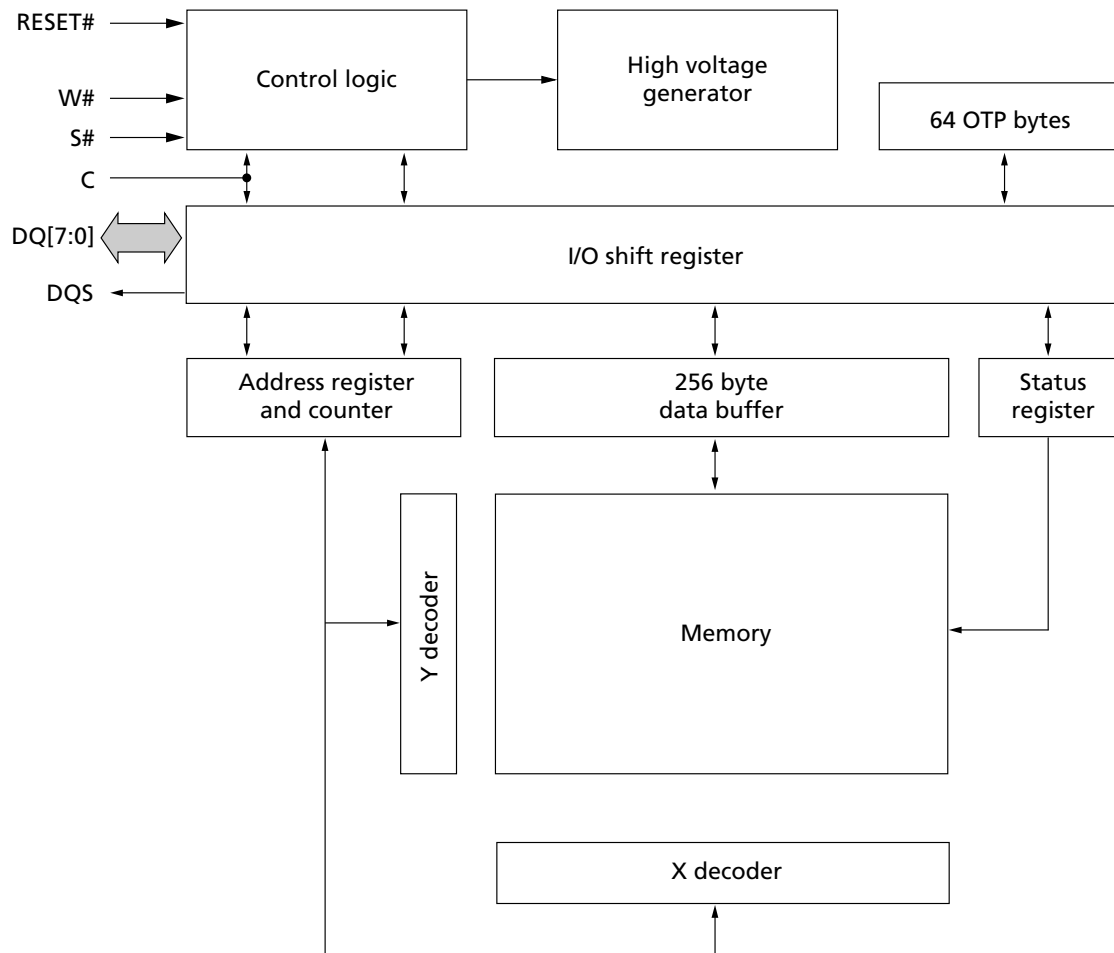 RESET#
W#
S#
C
DQ[7:0]
DQS
Control logic
High voltage
generator
64 OTP bytes
I/O shift register
Address register
and counter
256 byte
data buffer
Status
register
Y decoder
Memory
X decoder